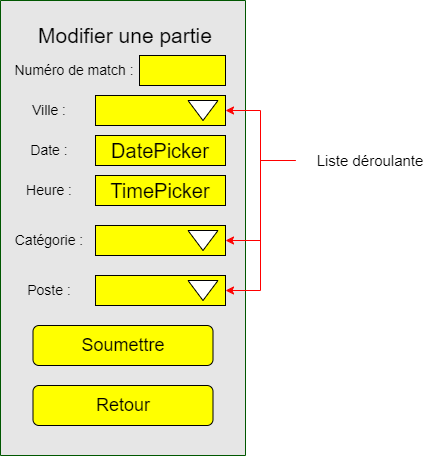 Modifier une partie
Numéro de match :
Ville :
Date :
DatePicker
Heure :
TimePicker
Catégorie :
Poste :
Soumettre
Retour
Liste déroulante